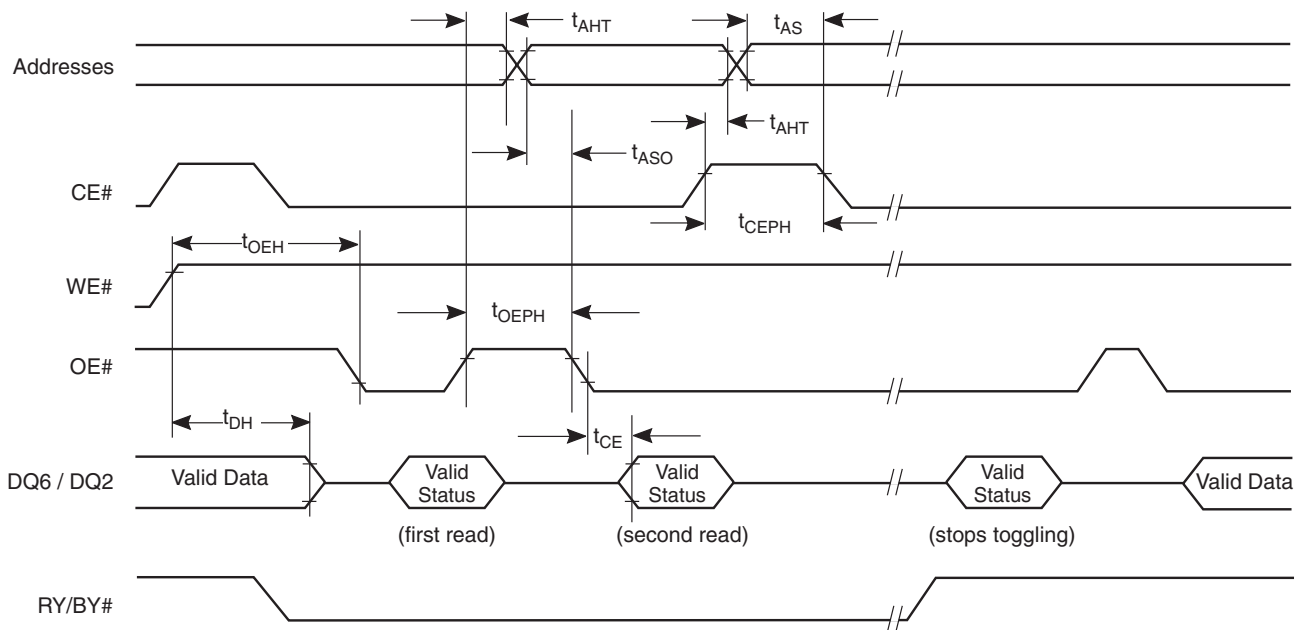 tAHT
tAS
Addresses
tAHT
tASO
CE#
tCEPH
tOEH
WE#
tOEPH
OE#
tDH
tCE
DQ6 / DQ2
Valid Data
Valid
Status
Valid
Status
Valid
Status
Valid Data
(first read)
(second read)
(stops toggling)
RY/BY#